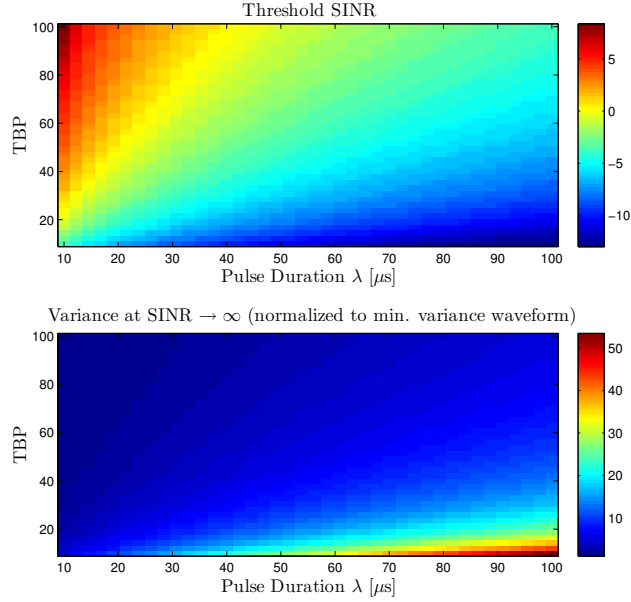 Threshold SINR
100
80
60
40
20
TBP
10 20 30 40 50 60 70 80 90 100
Pulse Duration λ [μs]
5
0
−5
−10
Variance at SINR → ∞ (normalized to min. variance waveform)
100
80
60
40
20
TBP
10 20 30 40 50 60 70 80 90 100
Pulse Duration λ [μs]
50
40
30
20
10